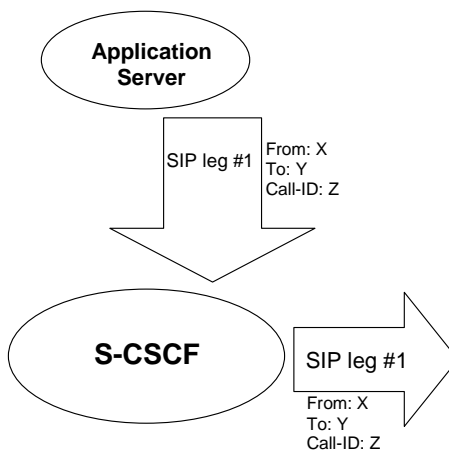 Application
Server
SIP leg #1
From: X
To: Y
Call-ID: Z
S-CSCF
SIP leg #1
From: X
To: Y
Call-ID: Z